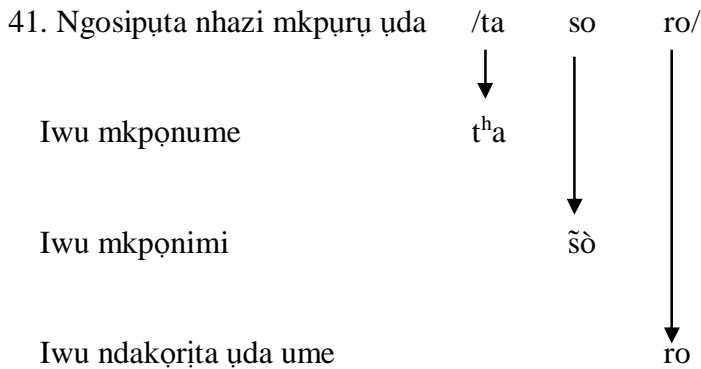 41. Ngosipụta nhazi mkpụrụ ụda /ta so ro/
Iwu mkpọnume tʰa
Iwu mkpọnimi s̃ò
Iwu ndakọrịta ụda ume ro